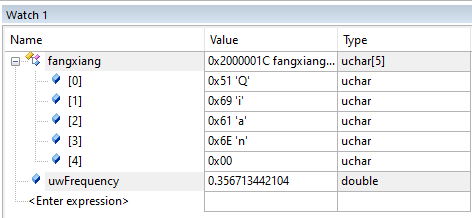 Watch 1
Name Value Type
fangxiang 0x2000001C fangxiang... uchar[5]
[0] 0x51 'Q' uchar
[1] 0x69 'i' uchar
[2] 0x61 'a' uchar
[3] 0x6E 'n' uchar
[4] 0x00 uchar
uwFrequency 0.356713442104 double
<Enter expression>